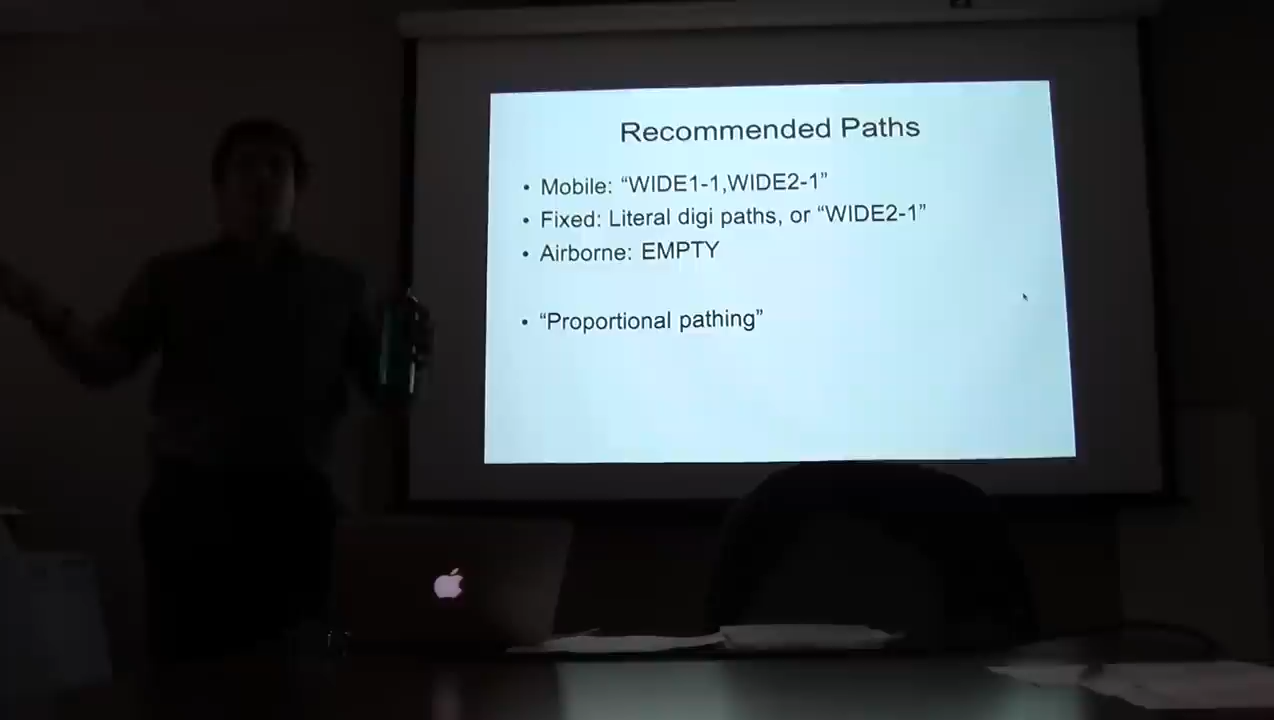 Recommended Paths
• Mobile: “WIDE1-1,WIDE2-1”
• Fixed: Literal digi paths, or “WIDE2-1”
• Airborne: EMPTY
• “Proportional pathing”